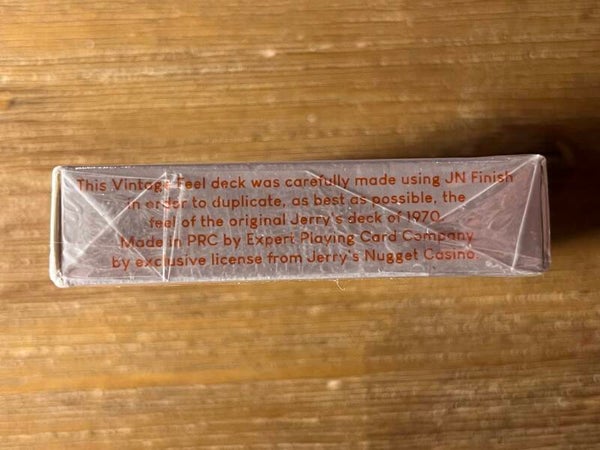 This Vintage Feel deck was carefully made using JN Finish
in order to duplicate, as best as possible, the
feel of the original Jerry's deck of 1970.
Made in PRC by Expert Playing Card Company
by exclusive license from Jerry's Nugget Casino.